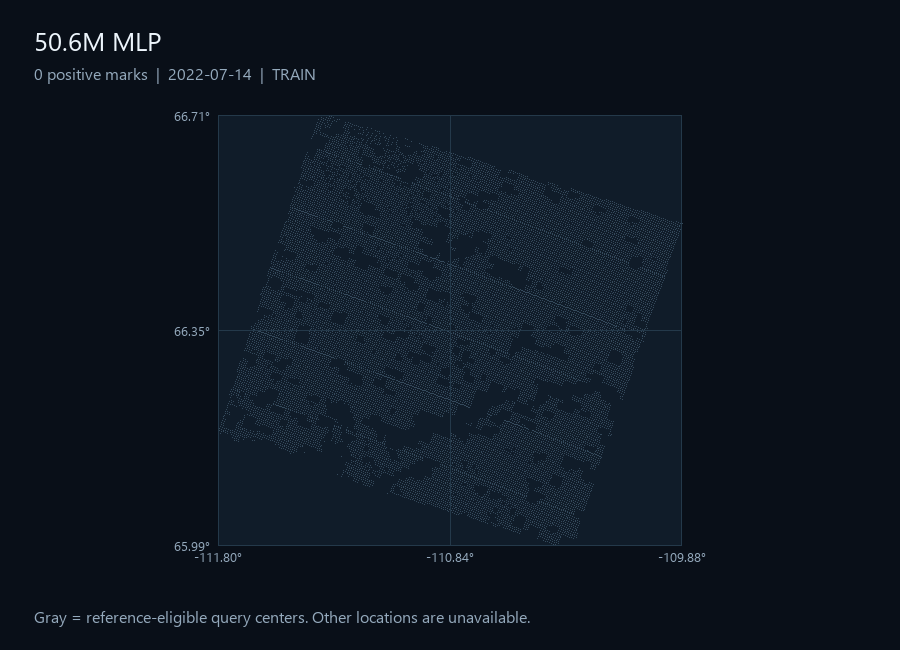 50.6M MLP
0 positive marks | 2022-07-14 | TRAIN
66.71°
66.35°
65.99°
-111.80° -110.84° -109.88°
Gray = reference-eligible query centers. Other locations are unavailable.